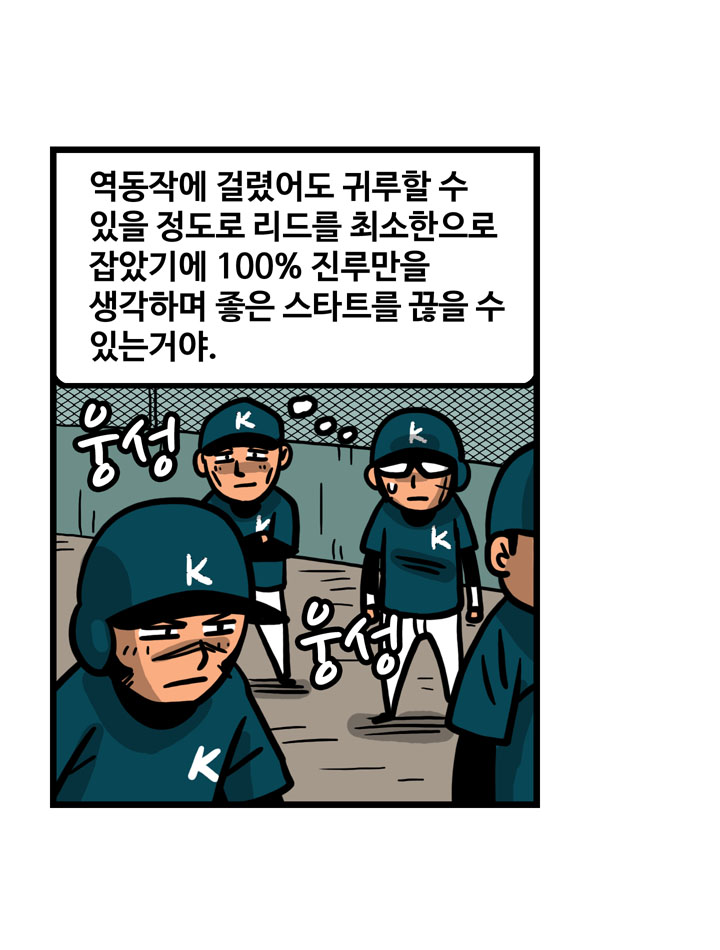 역동작에 걸렸어도 귀루할 수
있을 정도로 리드를 최소한으로
잡았기에 100% 진루만을
생각하며 좋은 스타트를 끊을 수
있는거야.
웅성
K
K
K
K
K
K
웅성